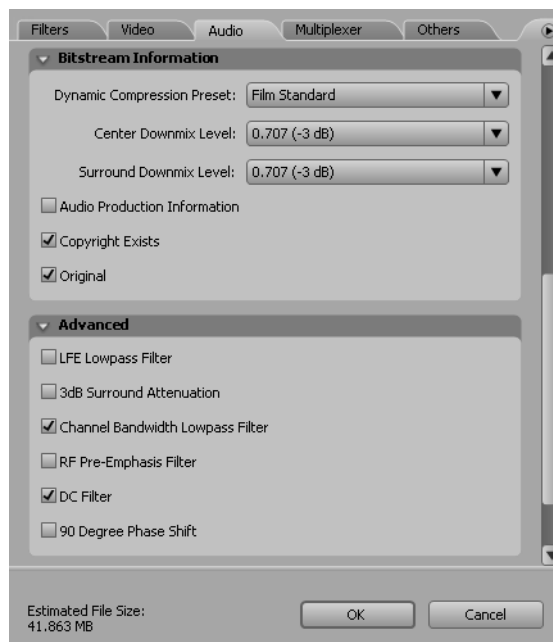 Filters Video Audio Multiplexer Others
Bitstream Information
Dynamic Compression Preset: Film Standard
Center Downmix Level: 0.707 (-3 dB)
Surround Downmix Level: 0.707 (-3 dB)
Audio Production Information
Copyright Exists
Original
Advanced
LFE Lowpass Filter
3dB Surround Attenuation
Channel Bandwidth Lowpass Filter
RF Pre-Emphasis Filter
DC Filter
90 Degree Phase Shift
Estimated File Size:
41.863 MB
OK Cancel